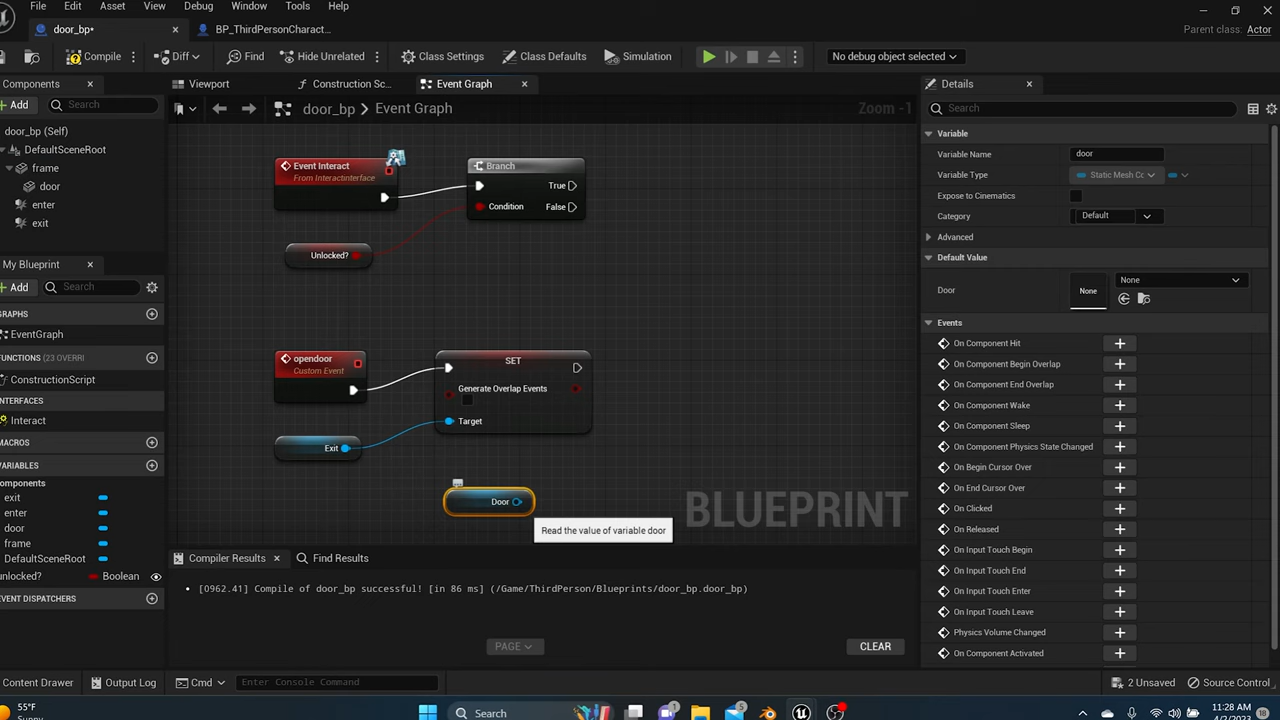 File Edit Asset View Debug Window Tools Help
door_bp• BP_ThirdPersonCharact... Parent class: Actor
Compile Diff Find Hide Unrelated Class Settings Class Defaults Simulation No debug object selected
Components Viewport Construction Sc... Event Graph Details
Add Search door_bp > Event Graph Zoom -1 Search
door_bp (Self)
DefaultSceneRoot
frame
door
enter
exit
My Blueprint
Add Search
GRAPHS
EventGraph
FUNCTIONS (23 OVERRI
ConstructionScript
INTERFACES
Interact
MACROS
VARIABLES
Components
exit
enter
door
frame
DefaultSceneRoot
unlocked? Boolean
EVENT DISPATCHERS
Event Interact
From Interactinterface
Branch
True
Condition False
Unlocked?
opendoor
Custom Event
SET
Generate Overlap Events
Target
Exit
Door
Read the value of variable door
BLUEPRINT
Compiler Results Find Results
[0962.41] Compile of door_bp successful! [in 86 ms] (/Game/ThirdPerson/Blueprints/door_bp.door_bp)
PAGE CLEAR
Variable
Variable Name door
Variable Type Static Mesh Co
Expose to Cinematics
Category Default
Advanced
Default Value
Door None None
Events
On Component Hit
On Component Begin Overlap
On Component End Overlap
On Component Wake
On Component Sleep
On Component Physics State Changed
On Begin Cursor Over
On End Cursor Over
On Clicked
On Released
On Input Touch Begin
On Input Touch End
On Input Touch Enter
On Input Touch Leave
Physics Volume Changed
On Component Activated
Content Drawer Output Log Cmd Enter Console Command 2 Unsaved Source Control
55°F
Search
11:28 AM